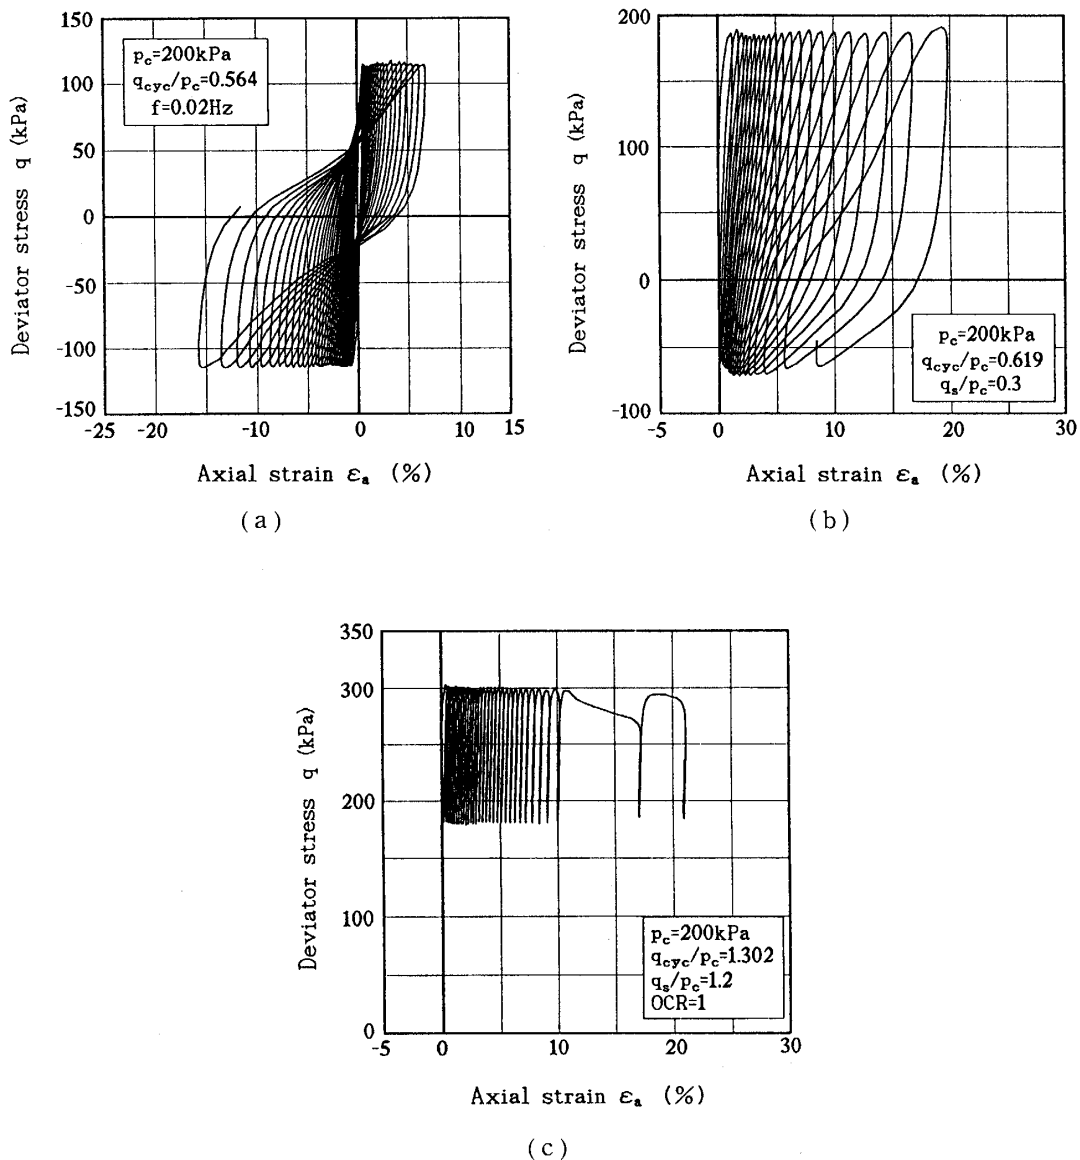 150
100
50
0
-50
-100
-150
-25
-20
-10
0
10
15
Deviator stress q (kPa)
Axial strain εa (%)
pc=200kPa
qcyc/pc=0.564
f=0.02Hz
(a)
200
100
0
-100
-5
0
10
20
30
Deviator stress q (kPa)
Axial strain εa (%)
pc=200kPa
qcyc/pc=0.619
qs/pc=0.3
(b)
350
300
200
100
0
-5
0
10
20
30
Deviator stress q (kPa)
Axial strain εa (%)
pc=200kPa
qcyc/pc=1.302
qs/pc=1.2
OCR=1
(c)